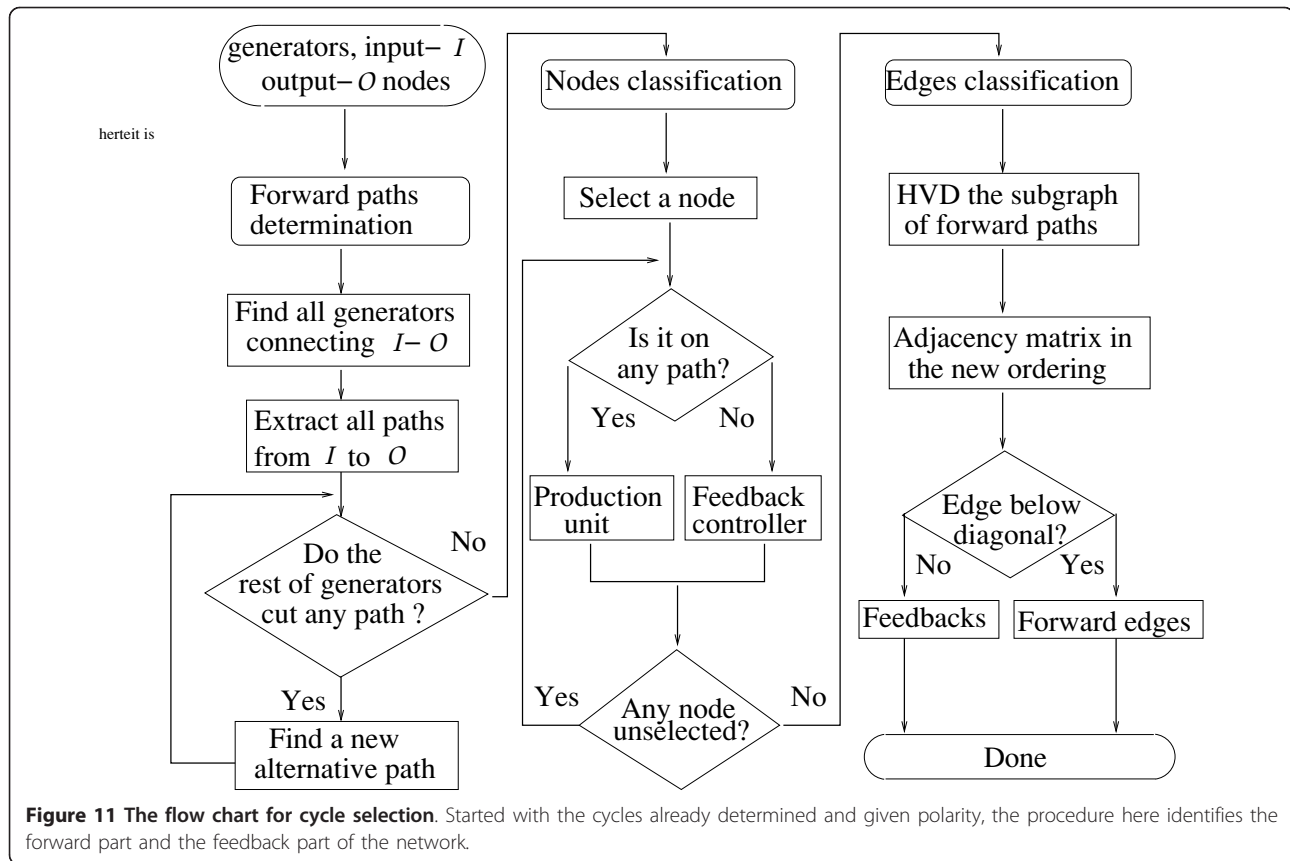 generators, input– I
output–O nodes
herteit is
Forward paths
determination
Find all generators
connecting I– O
Extract all paths
from I to O
Do the
rest of generators
cut any path ?
No
Yes
Find a new
alternative path
Nodes classification
Select a node
Is it on
any path?
Yes
No
Production
unit
Feedback
controller
Any node
unselected?
Yes
No
Edges classification
HVD the subgraph
of forward paths
Adjacency matrix in
the new ordering
Edge below
diagonal?
No
Yes
Feedbacks
Forward edges
Done
Figure 11 The flow chart for cycle selection. Started with the cycles already determined and given polarity, the procedure here identifies the
forward part and the feedback part of the network.